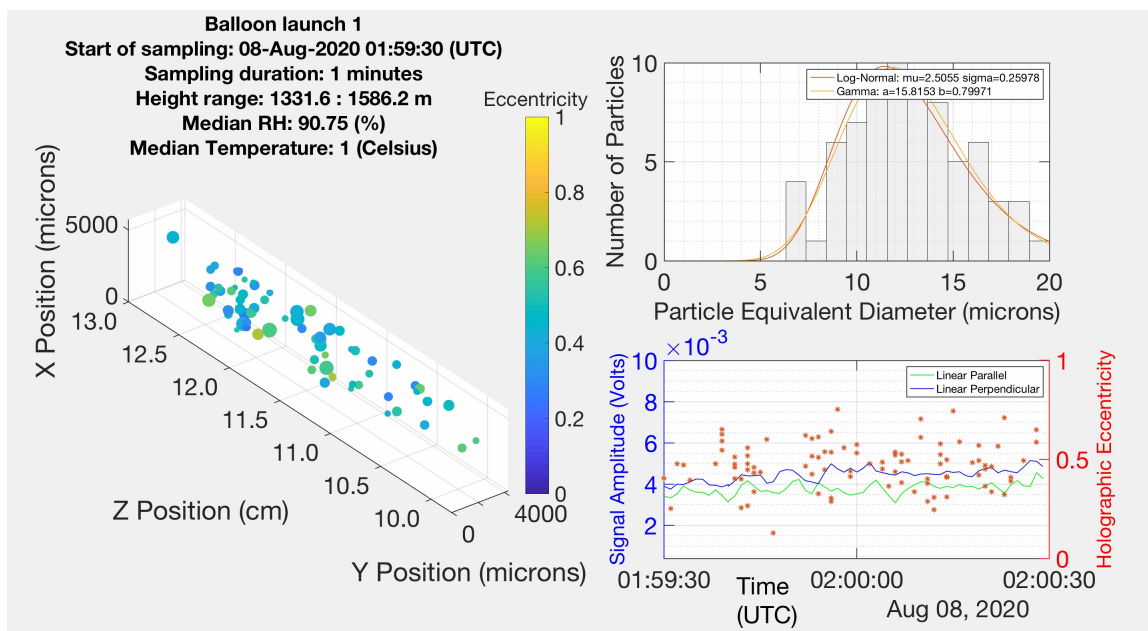 Balloon launch 1
Start of sampling: 08-Aug-2020 01:59:30 (UTC)
Sampling duration: 1 minutes
Height range: 1331.6 : 1586.2 m
Median RH: 90.75 (%)
Median Temperature: 1 (Celsius)
Eccentricity
1
0.8
0.6
0.4
0.2
0
X Position (microns)
5000
0
13.0
12.5
12.0
11.5
11.0
10.5
10.0
Z Position (cm)
4000
0
Y Position (microns)
Number of Particles
10
5
0
Log-Normal: mu=2.5055 sigma=0.25978
Gamma: a=15.8153 b=0.79971
0
5
10
15
20
Particle Equivalent Diameter (microns)
×10⁻³
Signal Amplitude (Volts)
10
8
6
4
2
Linear Parallel
Linear Perpendicular
1
0.5
0
Holographic Eccentricity
01:59:30
02:00:00
02:00:30
Time
(UTC)
Aug 08, 2020